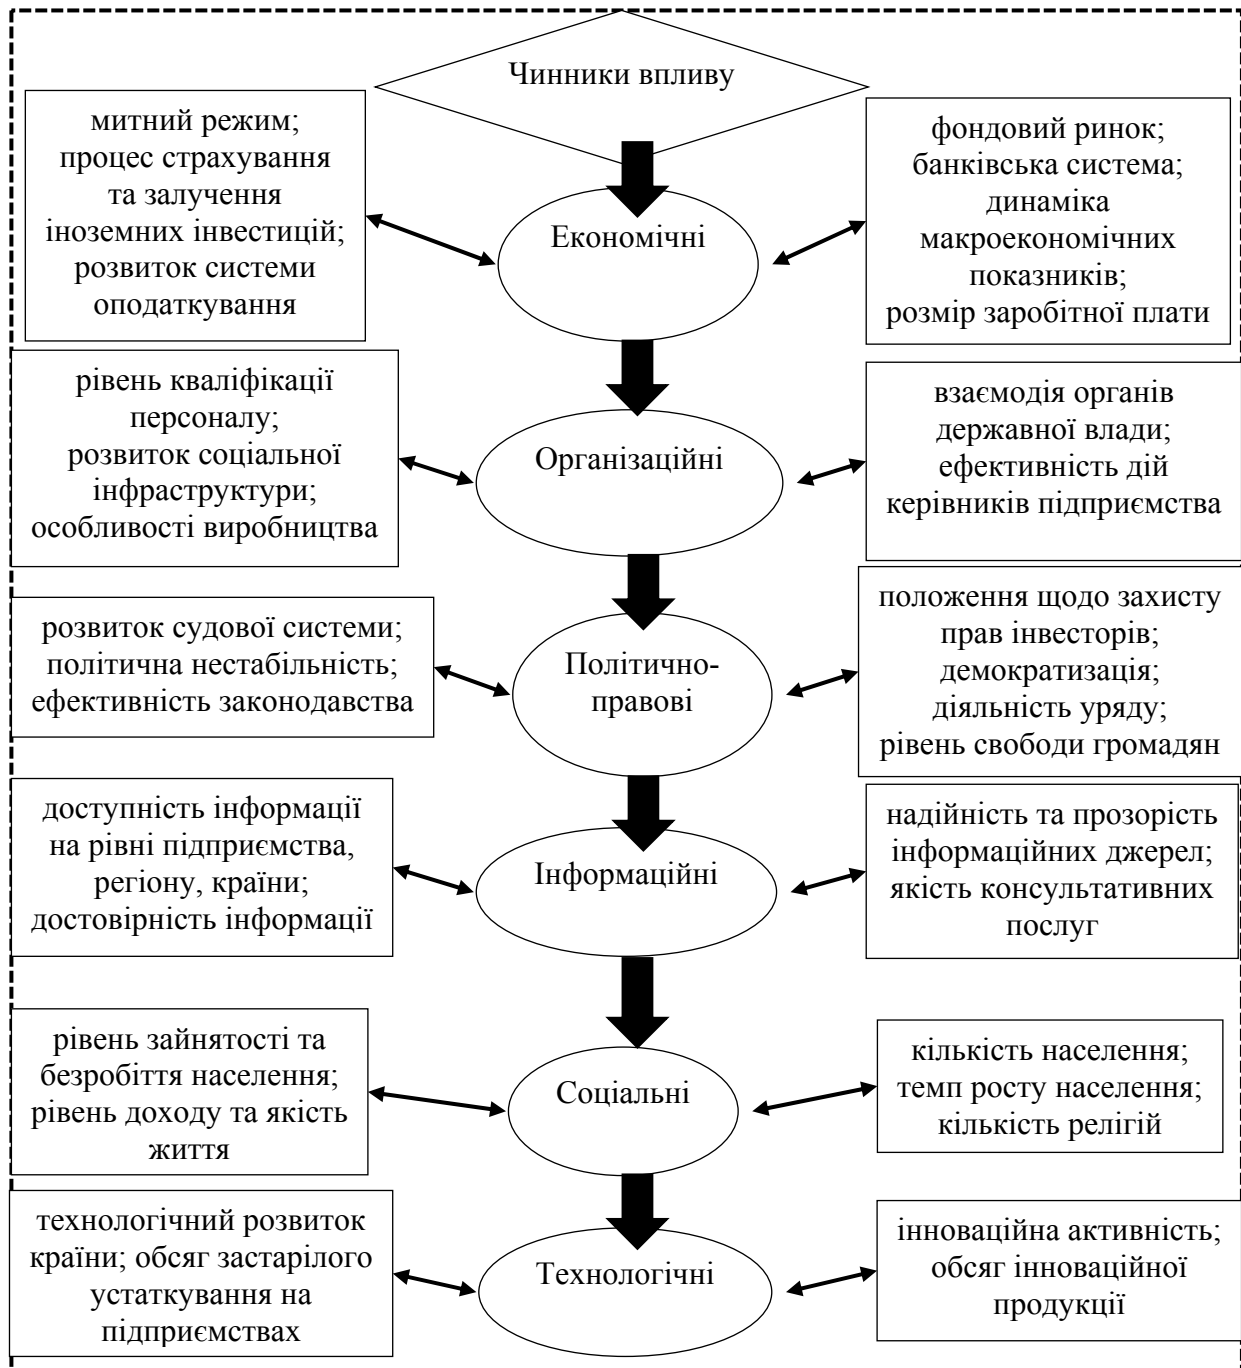 Чинники впливу
митний режим;
процес страхування
та залучення
іноземних інвестицій;
розвиток системи
оподаткування
Економічні
фондовий ринок;
банківська система;
динаміка
макроекономічних
показників;
розмір заробітної плати
рівень кваліфікації
персоналу;
розвиток соціальної
інфраструктури;
особливості виробництва
Організаційні
взаємодія органів
державної влади;
ефективність дій
керівників підприємства
розвиток судової системи;
політична нестабільність;
ефективність законодавства
Політично-
правові
положення щодо захисту
прав інвесторів;
демократизація;
діяльність уряду;
рівень свободи громадян
доступність інформації
на рівні підприємства,
регіону, країни;
достовірність інформації
Інформаційні
надійність та прозорість
інформаційних джерел;
якість консультативних
послуг
рівень зайнятості та
безробіття населення;
рівень доходу та якість
життя
Соціальні
кількість населення;
темп росту населення;
кількість релігій
технологічний розвиток
країни; обсяг застарілого
устаткування на
підприємствах
Технологічні
інноваційна активність;
обсяг інноваційної
продукції